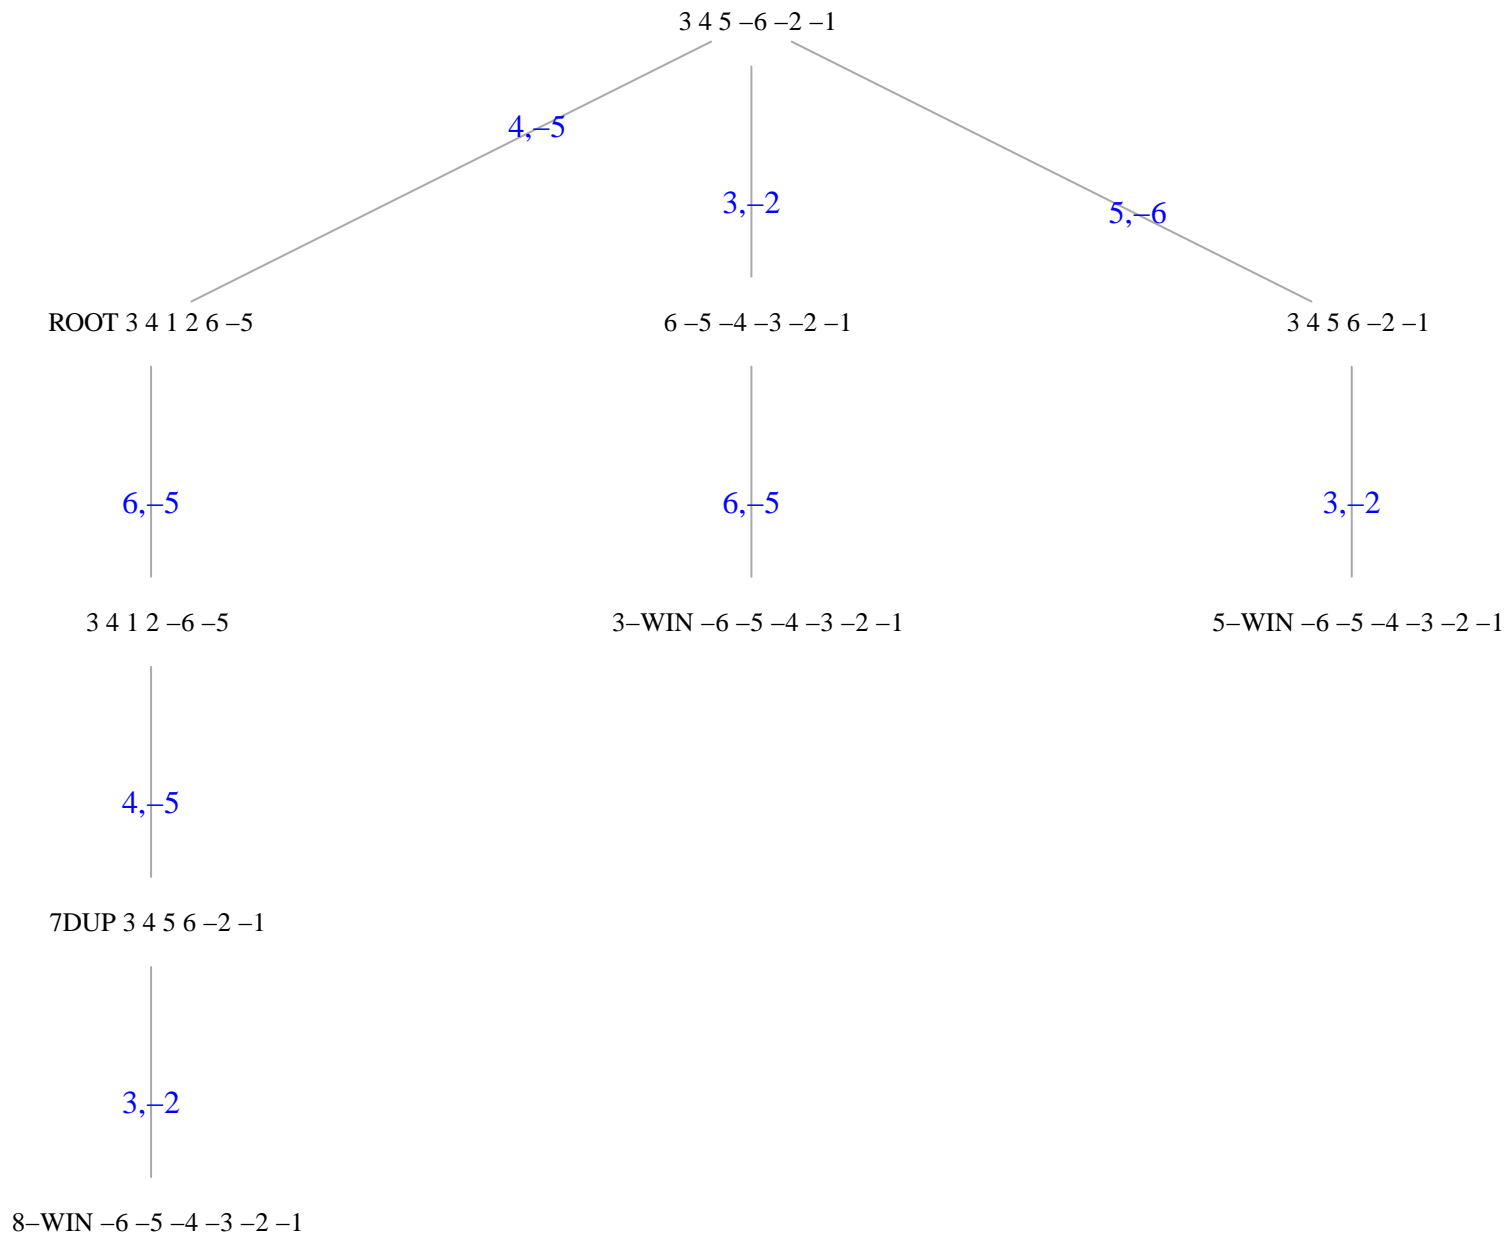 3 4 5 –6 –2 –1
4,–5
3,–2
5,–6
ROOT 3 4 1 2 6 –5
6 –5 –4 –3 –2 –1
3 4 5 6 –2 –1
6,–5
6,–5
3,–2
3 4 1 2 –6 –5
3–WIN –6 –5 –4 –3 –2 –1
5–WIN –6 –5 –4 –3 –2 –1
4,–5
7DUP 3 4 5 6 –2 –1
3,–2
8–WIN –6 –5 –4 –3 –2 –1